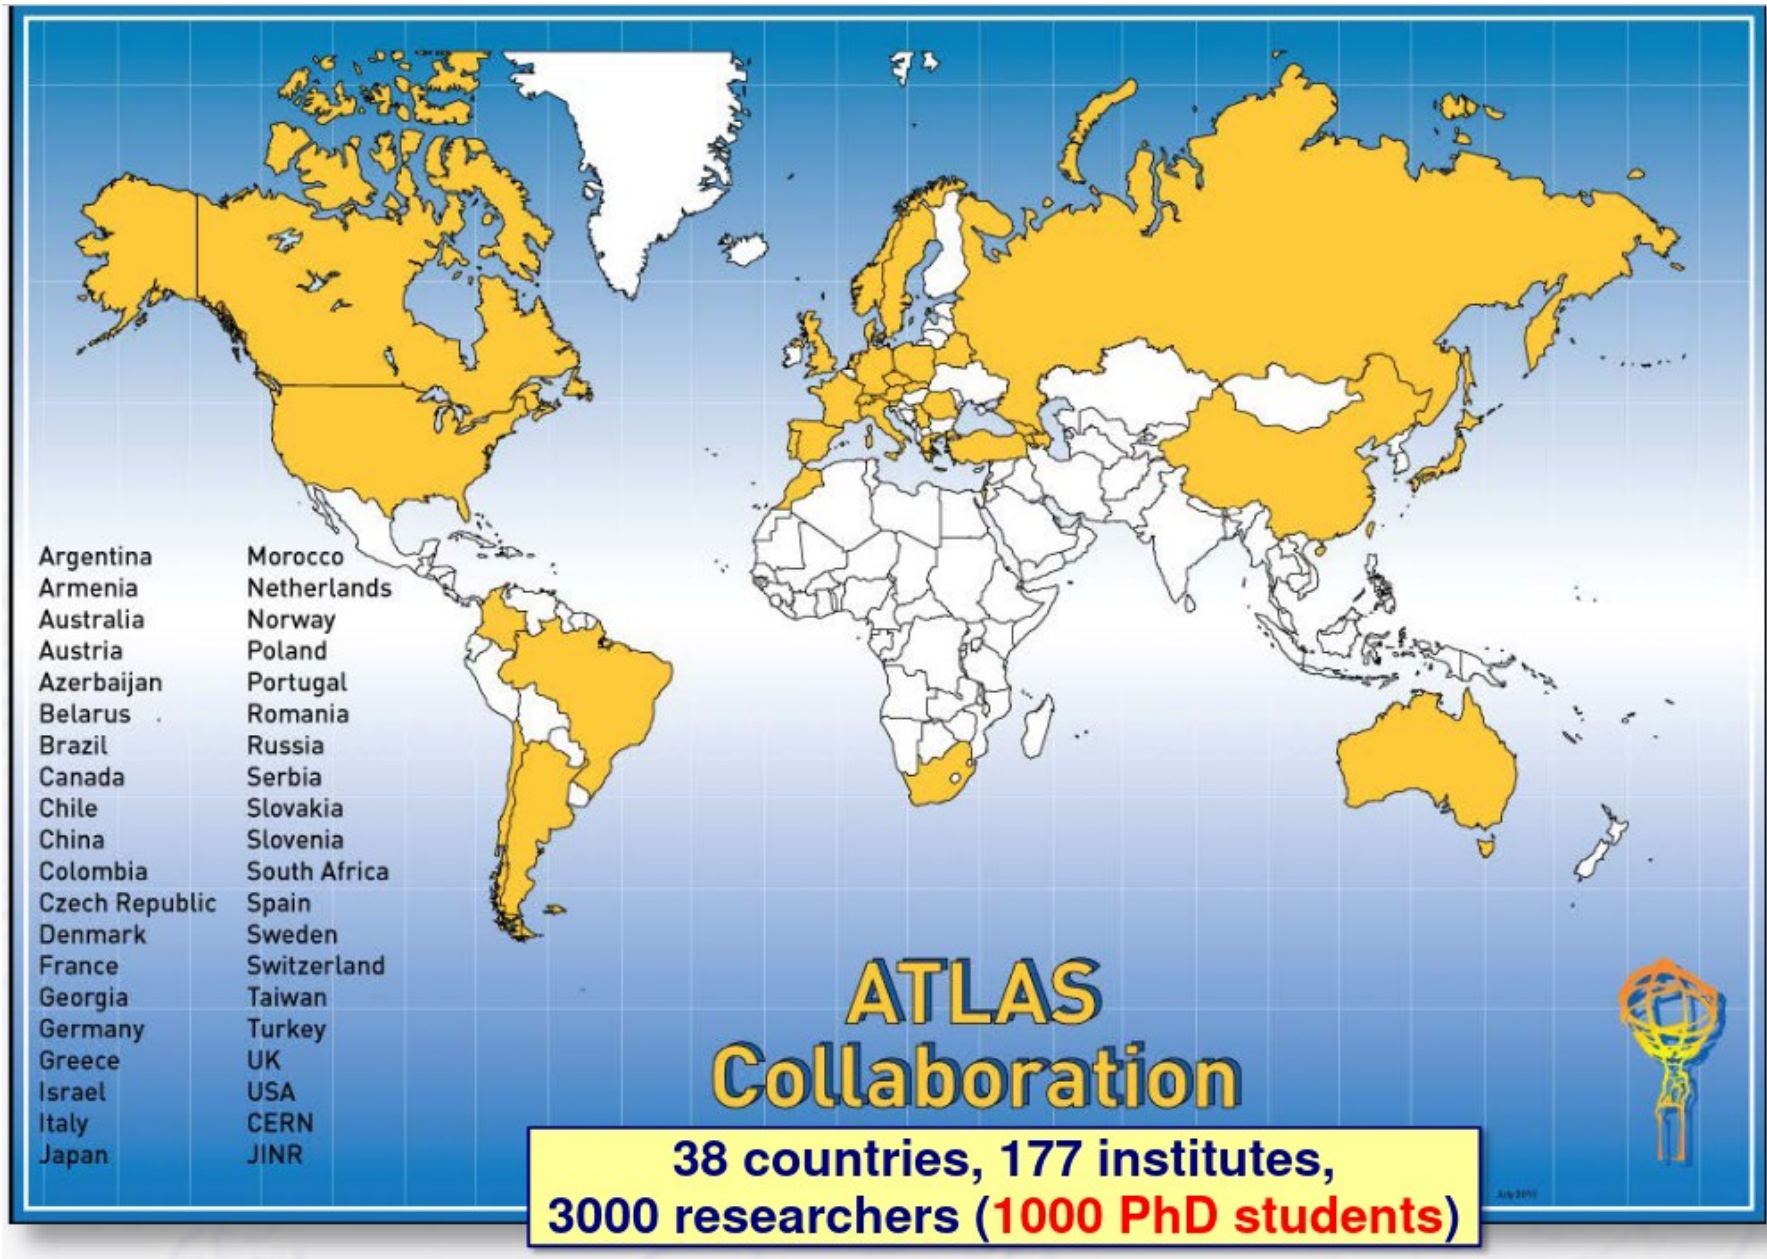 Argentina
Armenia
Australia
Austria
Azerbaijan
Belarus
Brazil
Canada
Chile
China
Colombia
Czech Republic
Denmark
France
Georgia
Germany
Greece
Israel
Italy
Japan
Morocco
Netherlands
Norway
Poland
Portugal
Romania
Russia
Serbia
Slovakia
Slovenia
South Africa
Spain
Sweden
Switzerland
Taiwan
Turkey
UK
USA
CERN
JINR
ATLAS
Collaboration
38 countries, 177 institutes,
3000 researchers (1000 PhD students)